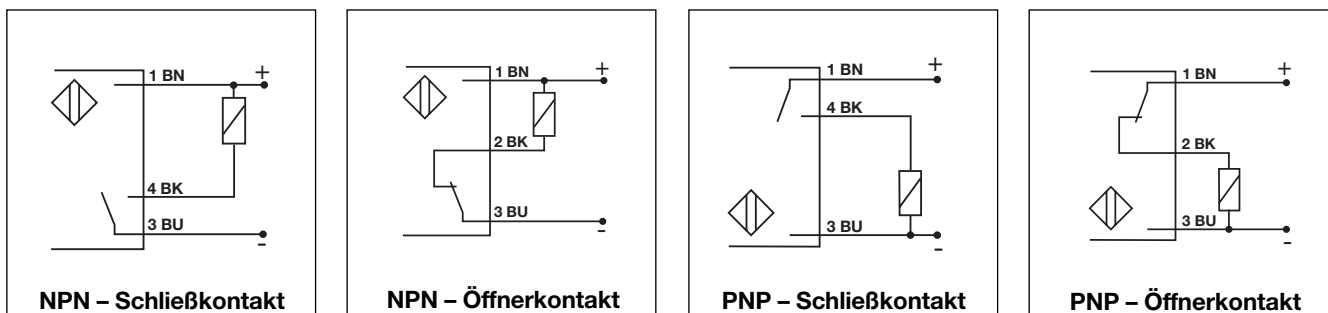 1 BN
+
4 BK
3 BU
-
NPN – Schließkontakt
1 BN
+
2 BK
3 BU
-
NPN – Öffnerkontakt
1 BN
+
4 BK
3 BU
-
PNP – Schließkontakt
1 BN
+
2 BK
3 BU
-
PNP – Öffnerkontakt